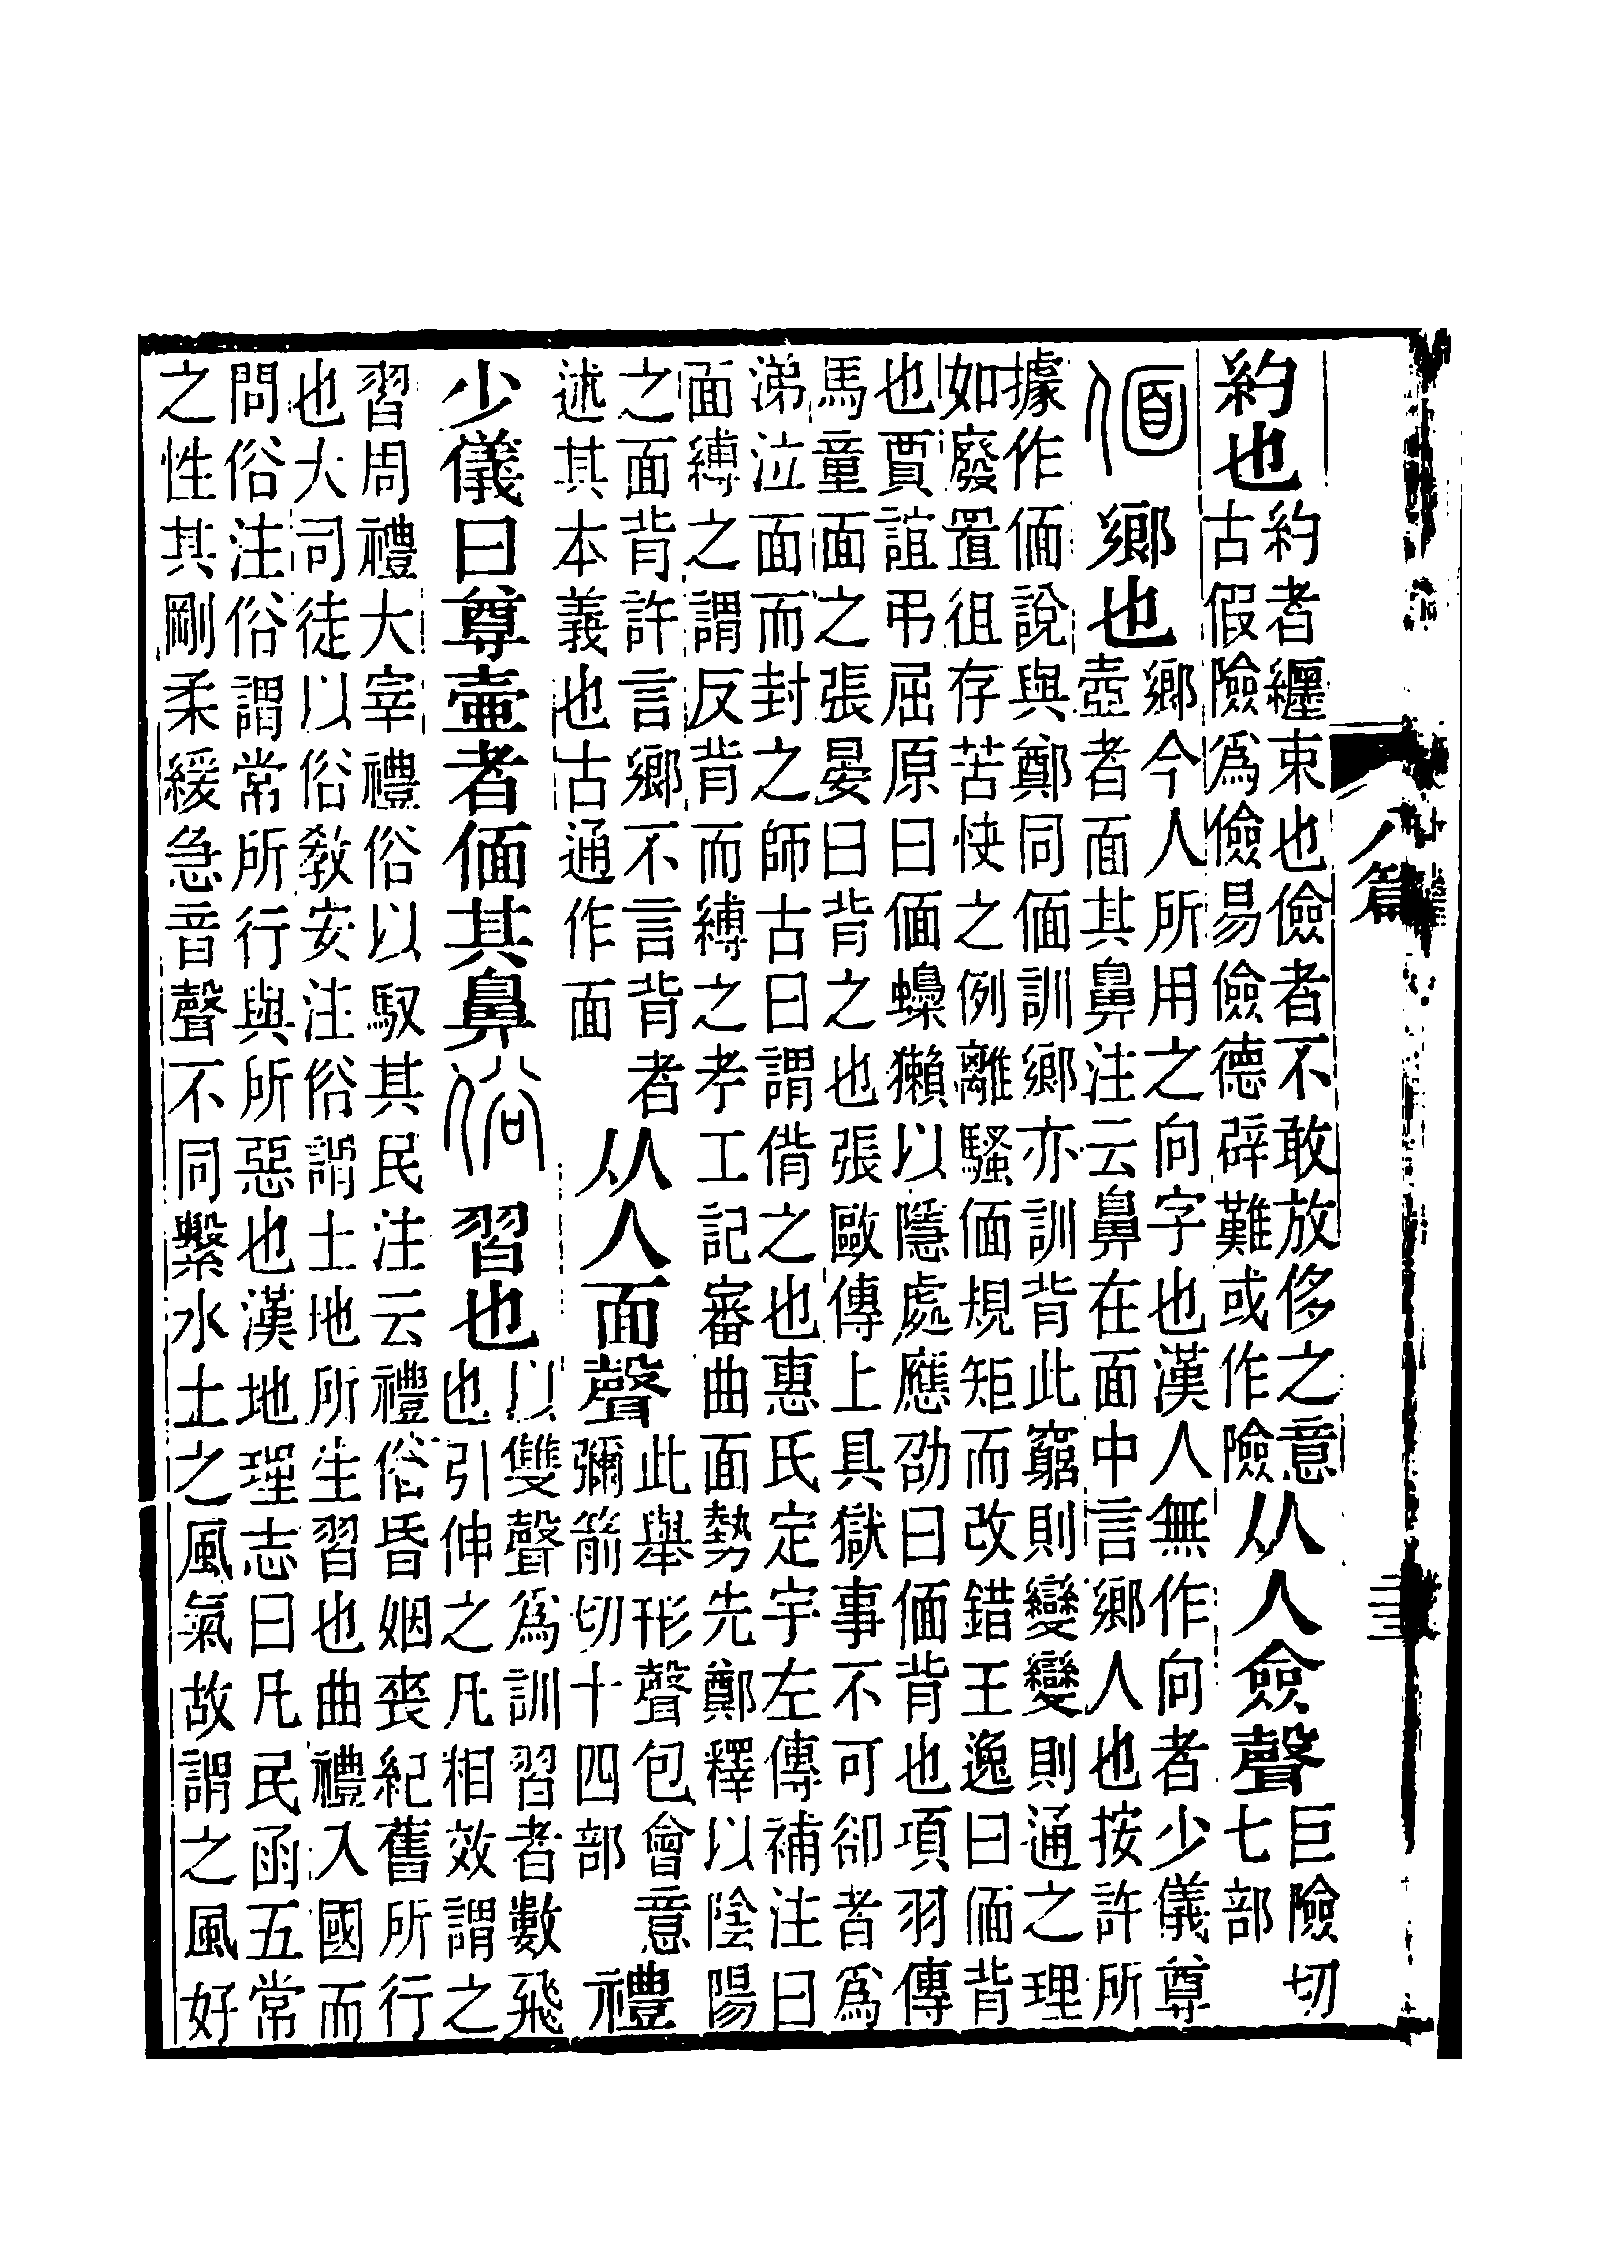 八篇
約也
約者纏束也儉者不敢放侈之意
古假險爲儉易儉德辟難或作險
从人僉聲
巨險切
七部
偭鄉也
鄉今人所用之向字也漢人無作向者少儀尊
壺者面其鼻注云鼻在面中言鄉人也按許所
據作偭說與鄭同偭訓鄉亦訓背此窮則變變則通之理
如廢置徂存苦快之例離騷偭規矩而改錯王逸曰偭背
也賈誼弔屈原曰偭蟂獺以隱處應劭曰偭背也項羽傳
馬童面之張晏曰背之也張歐傳上具獄事不可卻者爲
涕泣面而封之師古曰謂偝之也惠氏定宇左傳補注曰
面縛之謂反背而縛之考工記審曲面勢先鄭釋以陰陽
之面背許言鄉不言背者
述其本義也古通作面
从人面聲
此舉形聲包會意
彌箭切十四部
禮
少儀曰尊壷者偭其鼻俗習也
以雙聲爲訓習者數飛
也引伸之凡相效謂之
習周禮大宰禮俗以馭其民注云禮俗昏姻喪紀舊所行
也大司徒以俗敎安注俗謂土地所生習也曲禮入國而
問俗注俗謂常所行與所惡也漢地理志曰凡民函五常
之性其剛柔緩急音聲不同繫水土之風氣故謂之風好